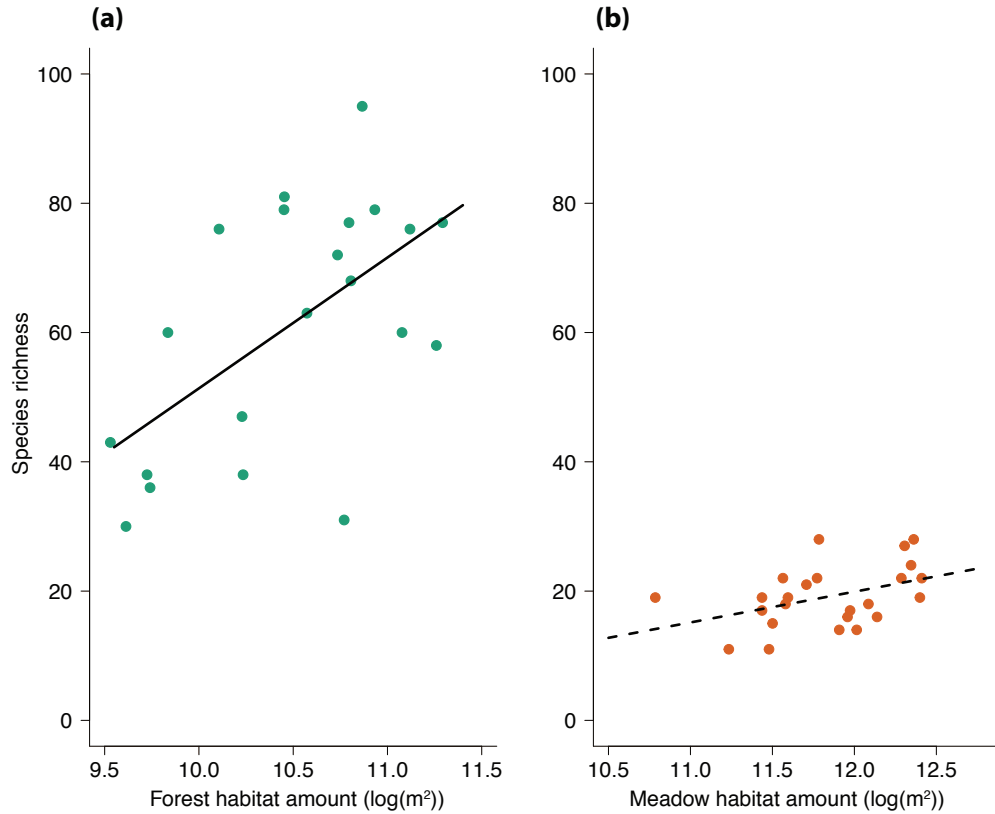 (a)
(b)
100
80
60
40
20
0
Species richness
9.5 10.0 10.5 11.0 11.5
Forest habitat amount (log(m²))
100
80
60
40
20
0
10.5 11.0 11.5 12.0 12.5
Meadow habitat amount (log(m²))